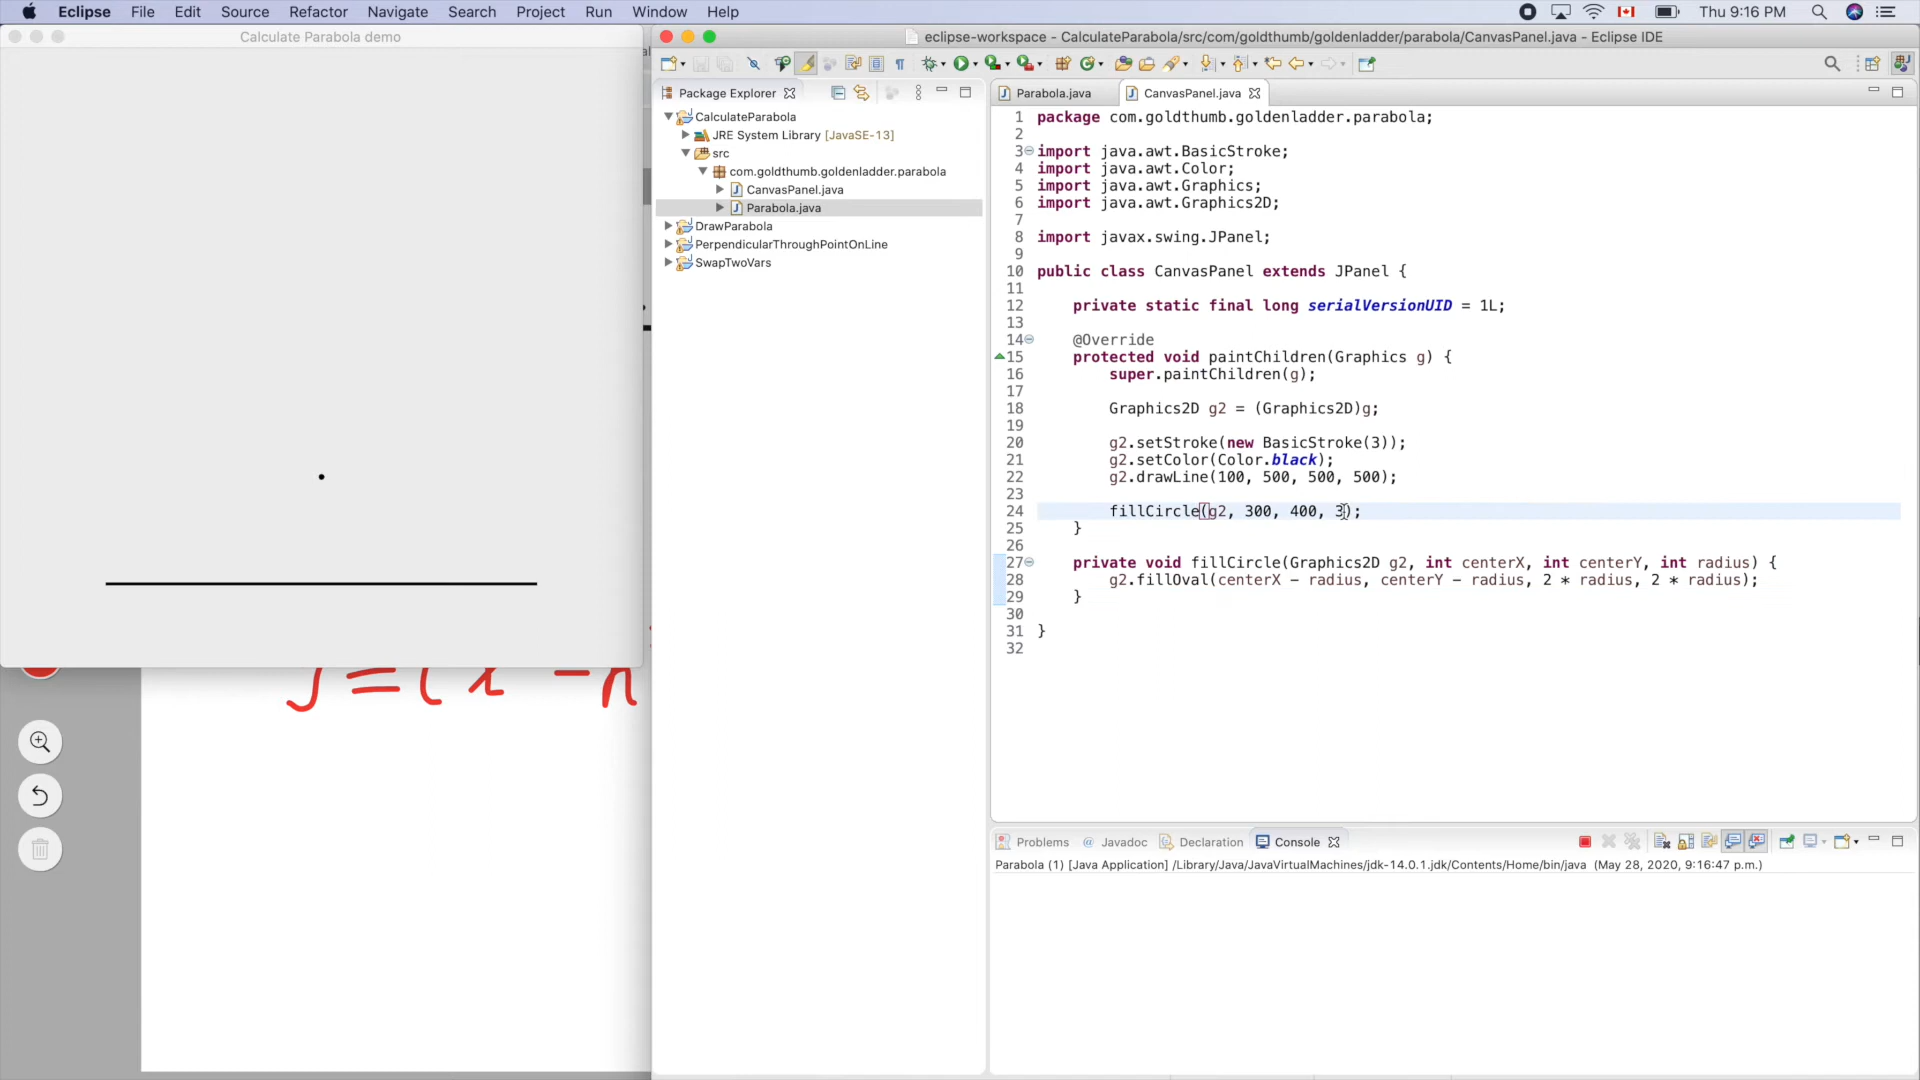 Eclipse File Edit Source Refactor Navigate Search Project Run Window Help Thu 9:16 PM
Calculate Parabola demo
eclipse-workspace - CalculateParabola/src/com/goldthumb/goldenladder/parabola/CanvasPanel.java - Eclipse IDE
Package Explorer
CalculateParabola
JRE System Library [JavaSE-13]
src
com.goldthumb.goldenladder.parabola
CanvasPanel.java
Parabola.java
DrawParabola
PerpendicularThroughPointOnLine
SwapTwoVars
Parabola.java CanvasPanel.java
1 package com.goldthumb.goldenladder.parabola;
2
3 import java.awt.BasicStroke;
4 import java.awt.Color;
5 import java.awt.Graphics;
6 import java.awt.Graphics2D;
7
8 import javax.swing.JPanel;
9
10 public class CanvasPanel extends JPanel {
11
12 private static final long serialVersionUID = 1L;
13
14 @Override
15 protected void paintChildren(Graphics g) {
16 super.paintChildren(g);
17
18 Graphics2D g2 = (Graphics2D)g;
19
20 g2.setStroke(new BasicStroke(3));
21 g2.setColor(Color.black);
22 g2.drawLine(100, 500, 500, 500);
23
24 fillCircle(g2, 300, 400, 3);
25 }
26
27 private void fillCircle(Graphics2D g2, int centerX, int centerY, int radius) {
28 g2.fillOval(centerX - radius, centerY - radius, 2 * radius, 2 * radius);
29 }
30
31 }
32
Problems @ Javadoc Declaration Console
Parabola (1) [Java Application] /Library/Java/JavaVirtualMachines/jdk-14.0.1.jdk/Contents/Home/bin/java (May 28, 2020, 9:16:47 p.m.)